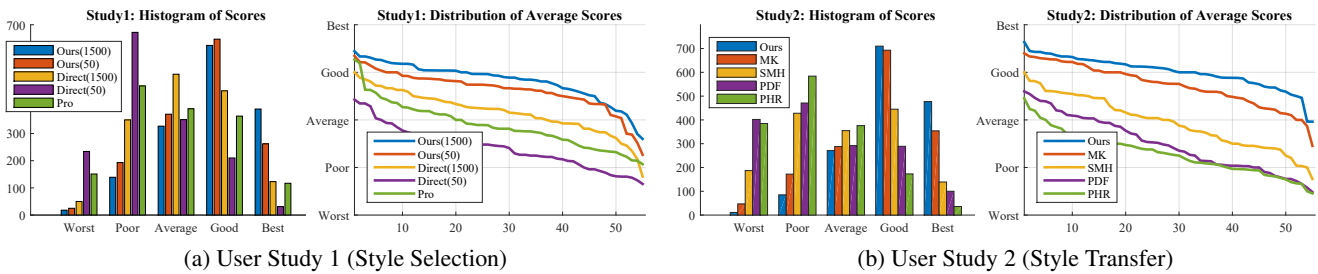 Study1: Histogram of Scores
700
Ours(1500)
Ours(50)
Direct(1500)
Direct(50)
Pro
300
200
100
0
Worst Poor Average Good Best
Study1: Distribution of Average Scores
Best
Good
Average
Poor
Worst
Ours(1500)
Ours(50)
Direct(1500)
Direct(50)
Pro
10 20 30 40 50
(a) User Study 1 (Style Selection)
Study2: Histogram of Scores
700
600
500
400
300
200
100
0
Ours
MK
SMH
PDF
PHR
Worst Poor Average Good Best
Study2: Distribution of Average Scores
Best
Good
Average
Poor
Worst
Ours
MK
SMH
PDF
PHR
10 20 30 40 50
(b) User Study 2 (Style Transfer)